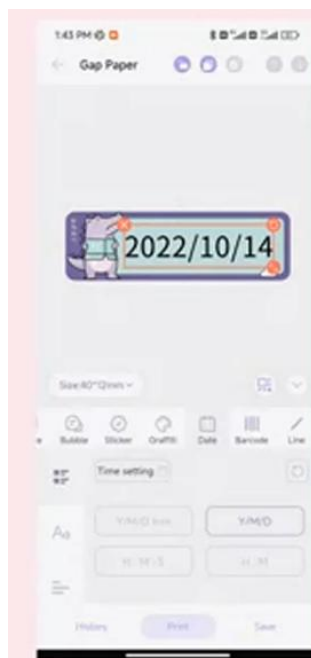 1:43 PM
Gap Paper
2022/10/14
Size:40*12mm
Bubble Sticker Graffiti Date Barcode Line
Time setting
Y/M/D Y/M/D
H:M:S H:M
History Print Save